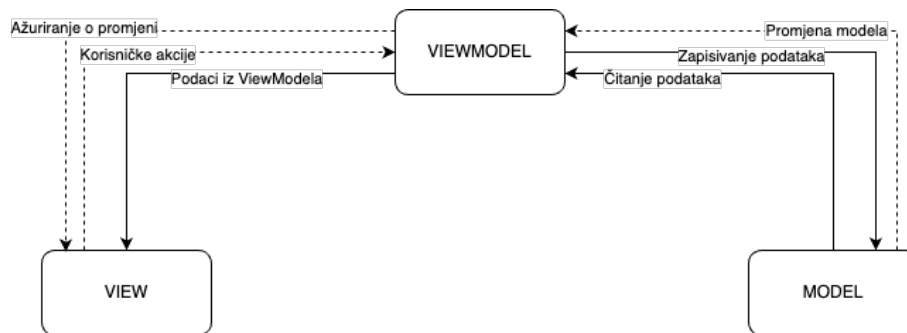 Ažuriranje o promjeni
Korisničke akcije
Podaci iz ViewModela
VIEWMODEL
Promjena modela
Zapisivanje podataka
Čitanje podataka
VIEW
MODEL